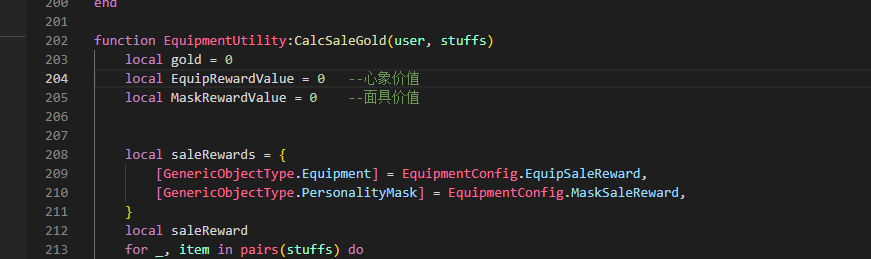 200 end
201
202 function EquipmentUtility:CalcSaleGold(user, stuffs)
203 local gold = 0
204 local EquipRewardValue = 0 --心象价值
205 local MaskRewardValue = 0 --面具价值
206
207
208 local saleRewards = {
209 [GenericObjectType.Equipment] = EquipmentConfig.EquipSaleReward,
210 [GenericObjectType.PersonalityMask] = EquipmentConfig.MaskSaleReward,
211 }
212 local saleReward
213 for _, item in pairs(stuffs) do